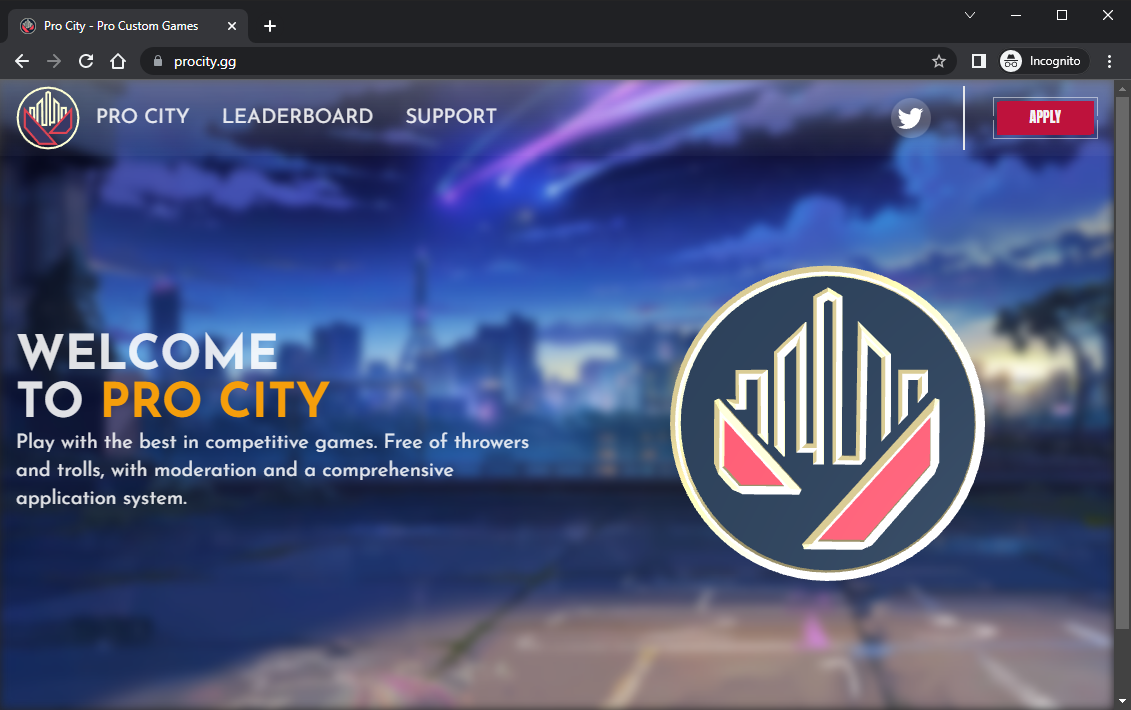 Pro City - Pro Custom Games
procity.gg
Incognito
PRO CITY
LEADERBOARD
SUPPORT
APPLY
WELCOME
TO PRO CITY
Play with the best in competitive games. Free of throwers
and trolls, with moderation and a comprehensive
application system.